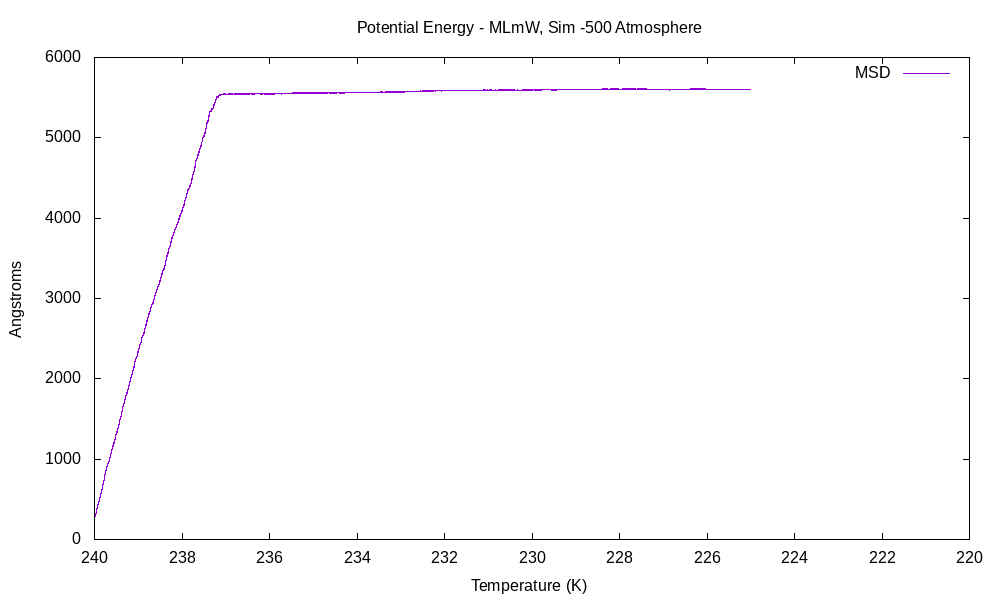 Potential Energy - MLmW, Sim -500 Atmosphere
MSD
6000
5000
4000
3000
2000
1000
0
Angstroms
240 238 236 234 232 230 228 226 224 222 220
Temperature (K)